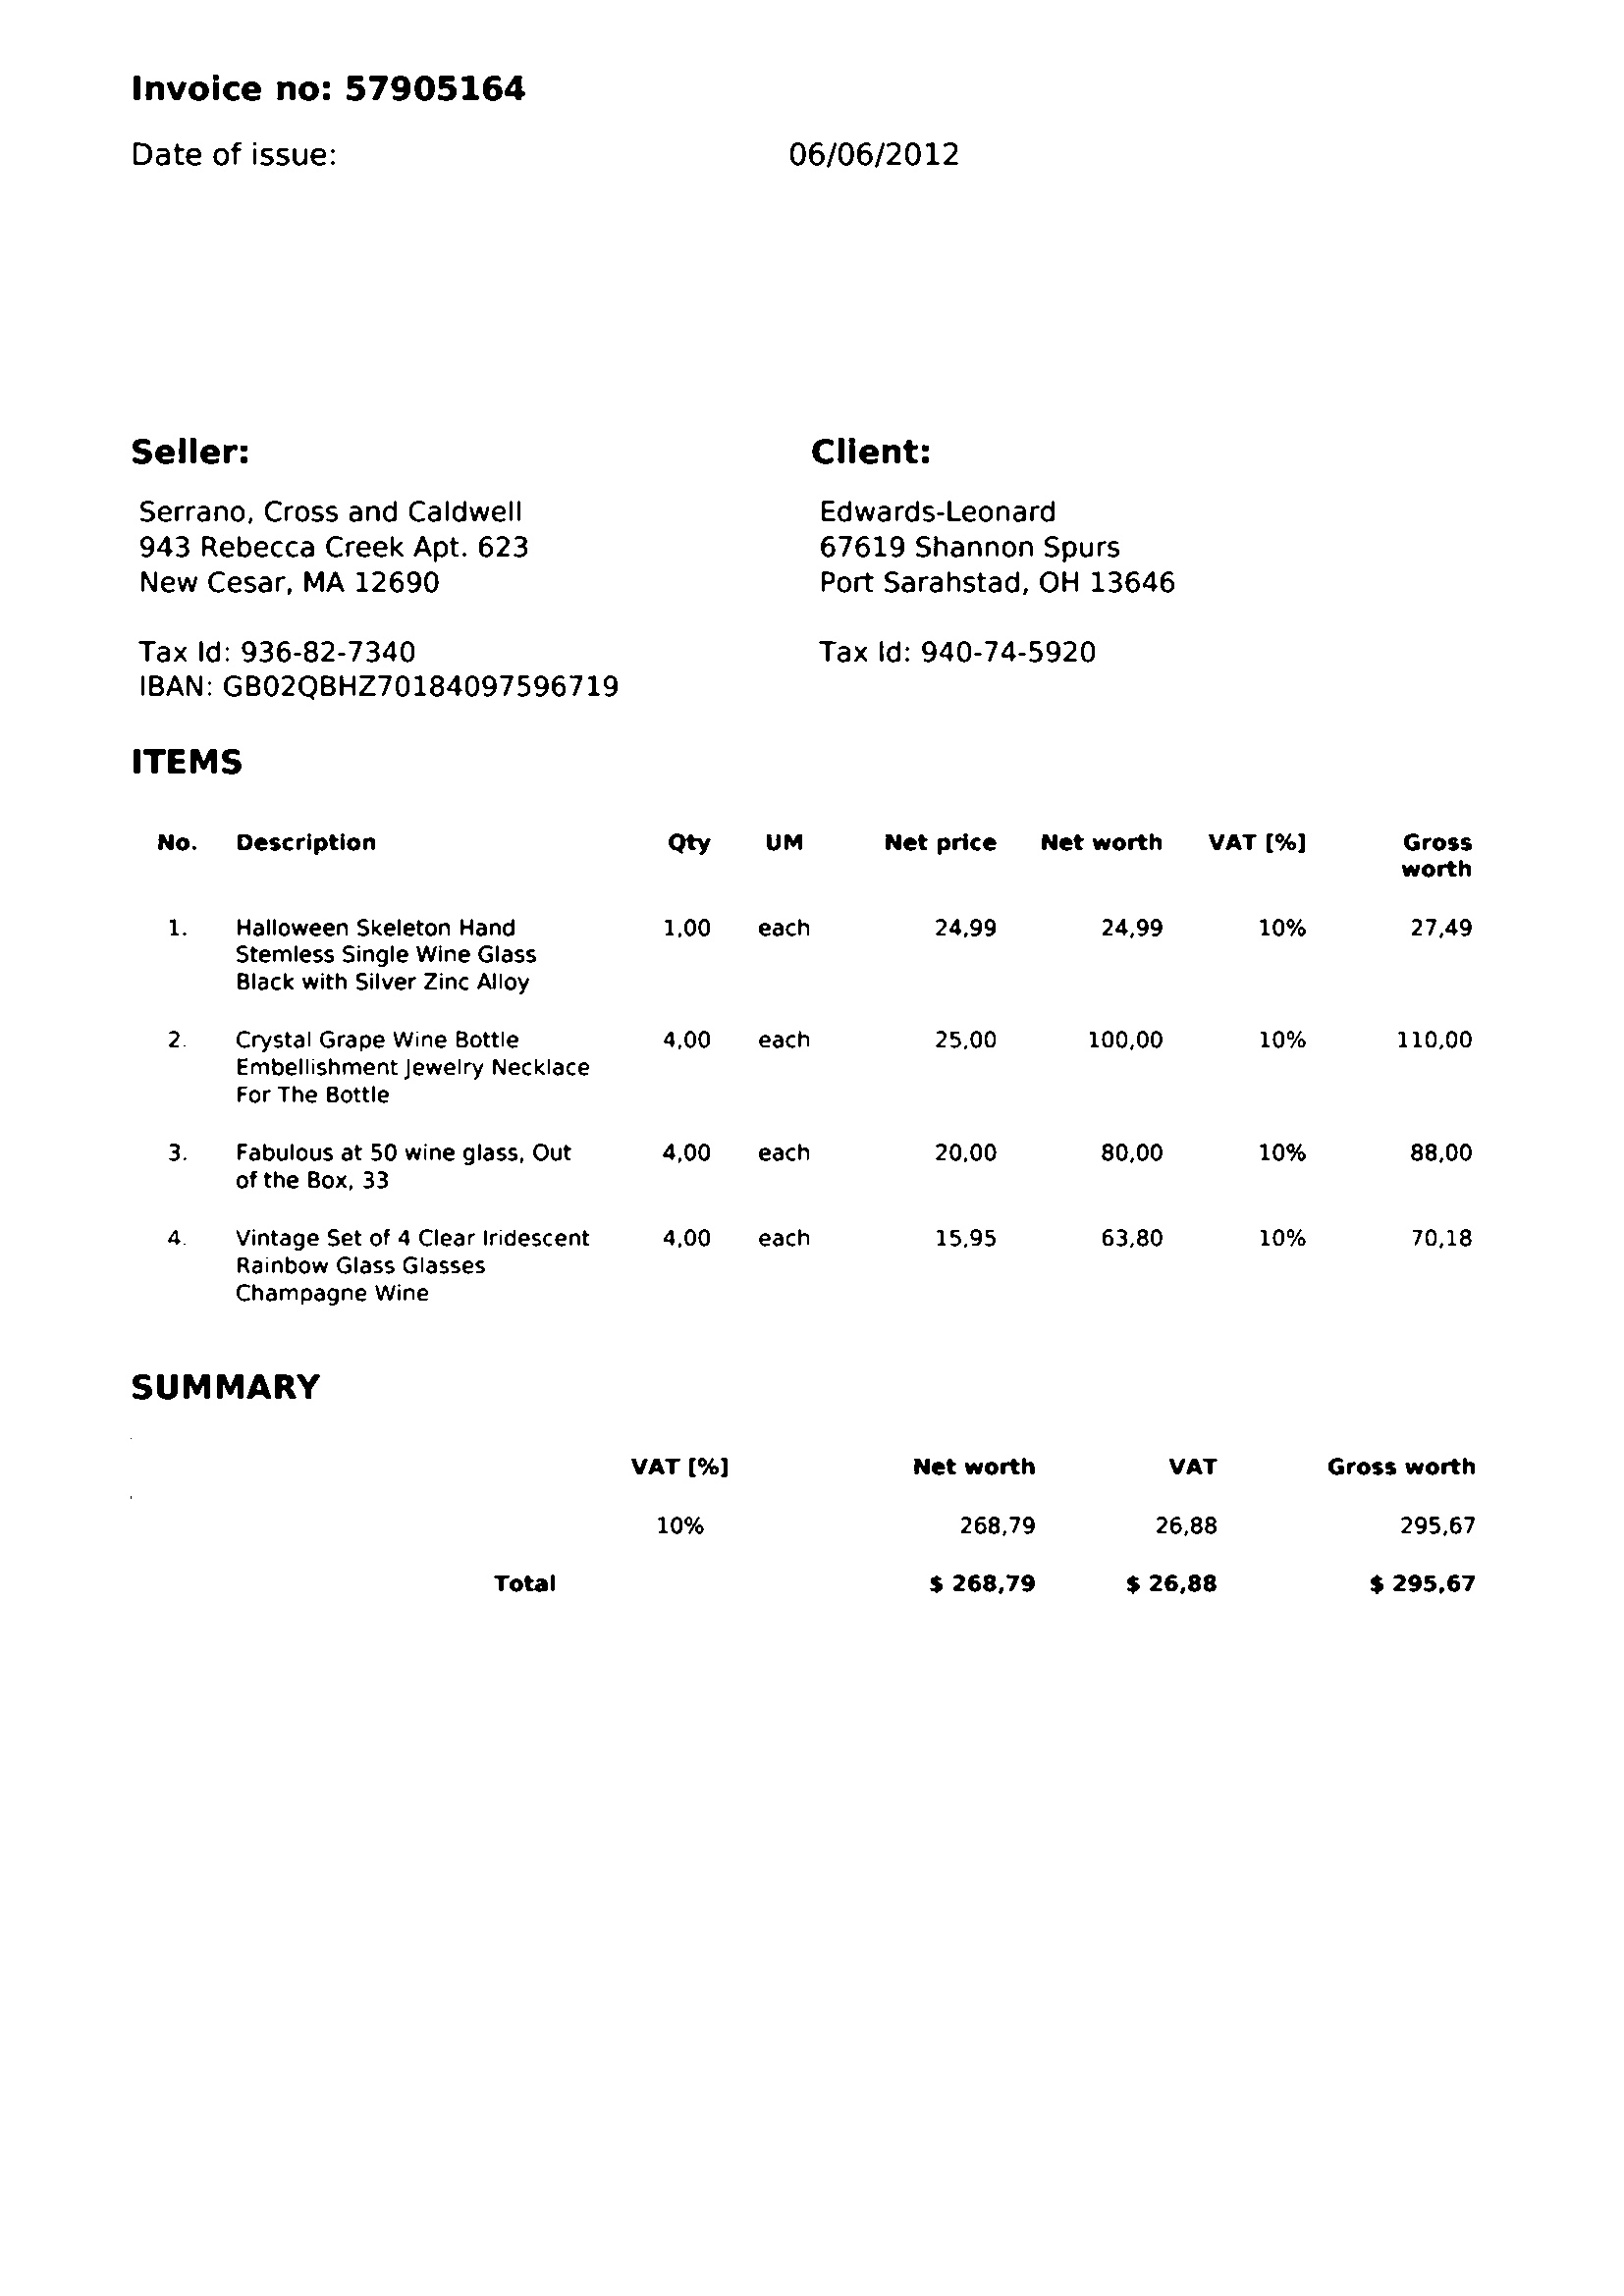 Invoice no: 57905164
Date of issue: 06/06/2012
Seller:
Serrano, Cross and Caldwell
943 Rebecca Creek Apt. 623
New Cesar, MA 12690
Tax Id: 936-82-7340
IBAN: GB02QBHZ70184097596719
Client:
Edwards-Leonard
67619 Shannon Spurs
Port Sarahstad, OH 13646
Tax Id: 940-74-5920
ITEMS
No. Description Qty UM Net price Net worth VAT [%] Gross
worth
1. Halloween Skeleton Hand 1,00 each 24,99 24,99 10% 27,49
Stemless Single Wine Glass
Black with Silver Zinc Alloy
2. Crystal Grape Wine Bottle 4,00 each 25,00 100,00 10% 110,00
Embellishment Jewelry Necklace
For The Bottle
3. Fabulous at 50 wine glass, Out 4,00 each 20,00 80,00 10% 88,00
of the Box, 33
4. Vintage Set of 4 Clear Iridescent 4,00 each 15,95 63,80 10% 70,18
Rainbow Glass Glasses
Champagne Wine
SUMMARY
VAT [%] Net worth VAT Gross worth
10% 268,79 26,88 295,67
Total $ 268,79 $ 26,88 $ 295,67